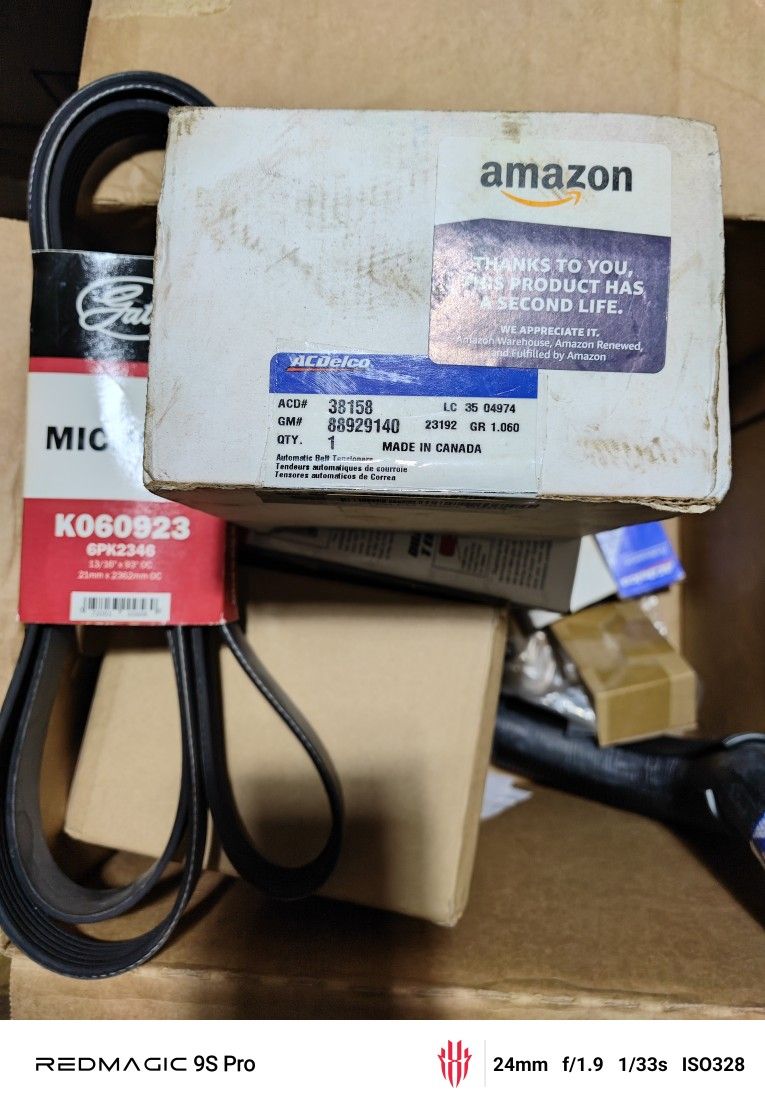 amazon
THANKS TO YOU,
THIS PRODUCT HAS
A SECOND LIFE.
WE APPRECIATE IT.
Amazon Warehouse, Amazon Renewed,
and Fulfilled by Amazon
ACDelco
ACD# 38158 LC 35 04974
GM# 88929140 23192 GR 1.060
QTY. 1 MADE IN CANADA
Automatic Belt Tensioners
Tendeurs automatiques de courroie
Tensores automaticos de Correa
Gat
MIC
K060923
6PK2346
13/16" x 93" OC
21mm x 2362mm OC
REDMAGIC 9S Pro
24mm f/1.9 1/33s ISO328